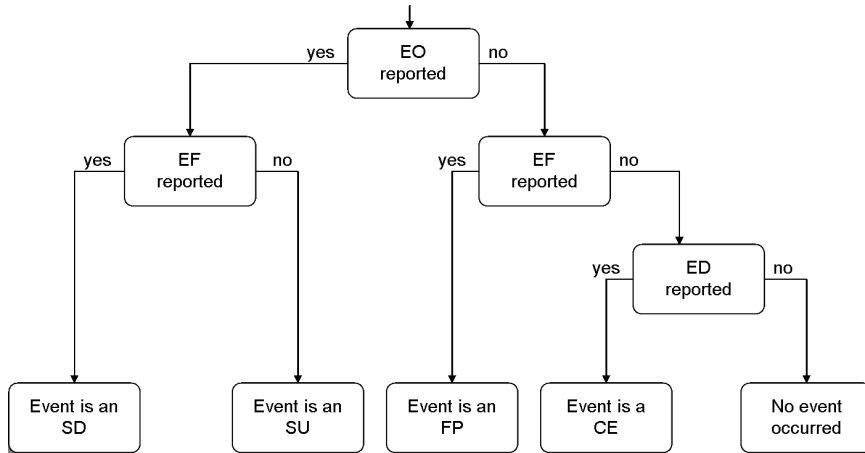 EO
reported
yes
no
EF
reported
yes
no
EF
reported
yes
no
ED
reported
yes
no
Event is an
SD
Event is an
SU
Event is an
FP
Event is a
CE
No event
occurred